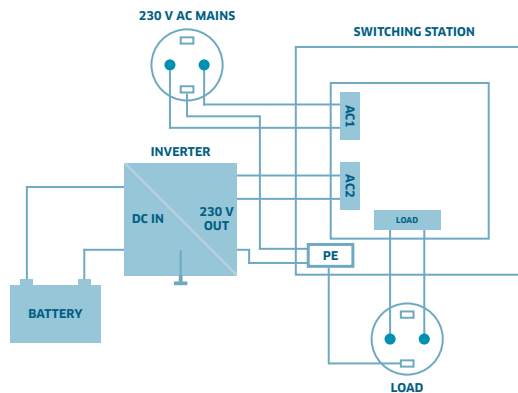 230 V AC MAINS
SWITCHING STATION
AC1
INVERTER
AC2
DC IN
230 V
OUT
LOAD
PE
BATTERY
LOAD